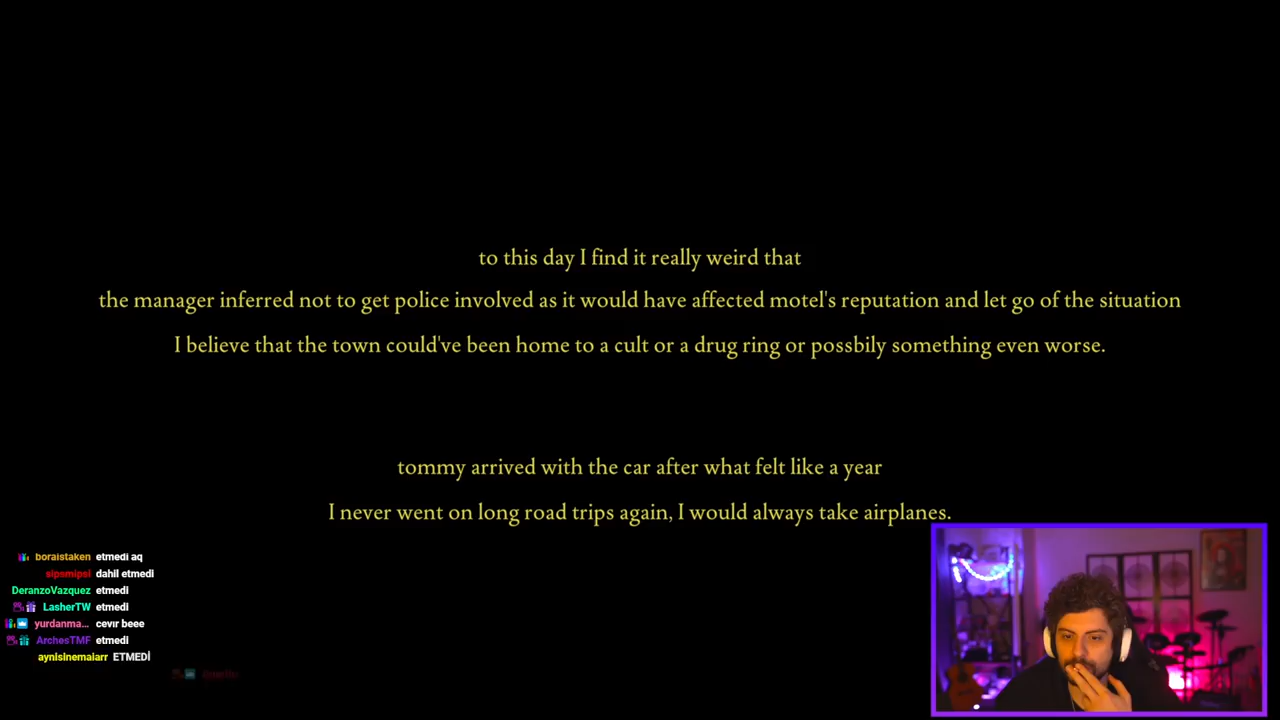 to this day I find it really weird that
the manager inferred not to get police involved as it would have affected motel's reputation and let go of the situation
I believe that the town could've been home to a cult or a drug ring or possbily something even worse.
tommy arrived with the car after what felt like a year
I never went on long road trips again, I would always take airplanes.
boraistaken etmedi aq
sipsmipsi dahil etmedi
DeranzoVazquez etmedi
LasherTW etmedi
yurdanma... cevır beee
ArchesTMF etmedi
aynisinemaiarr ETMEDİ